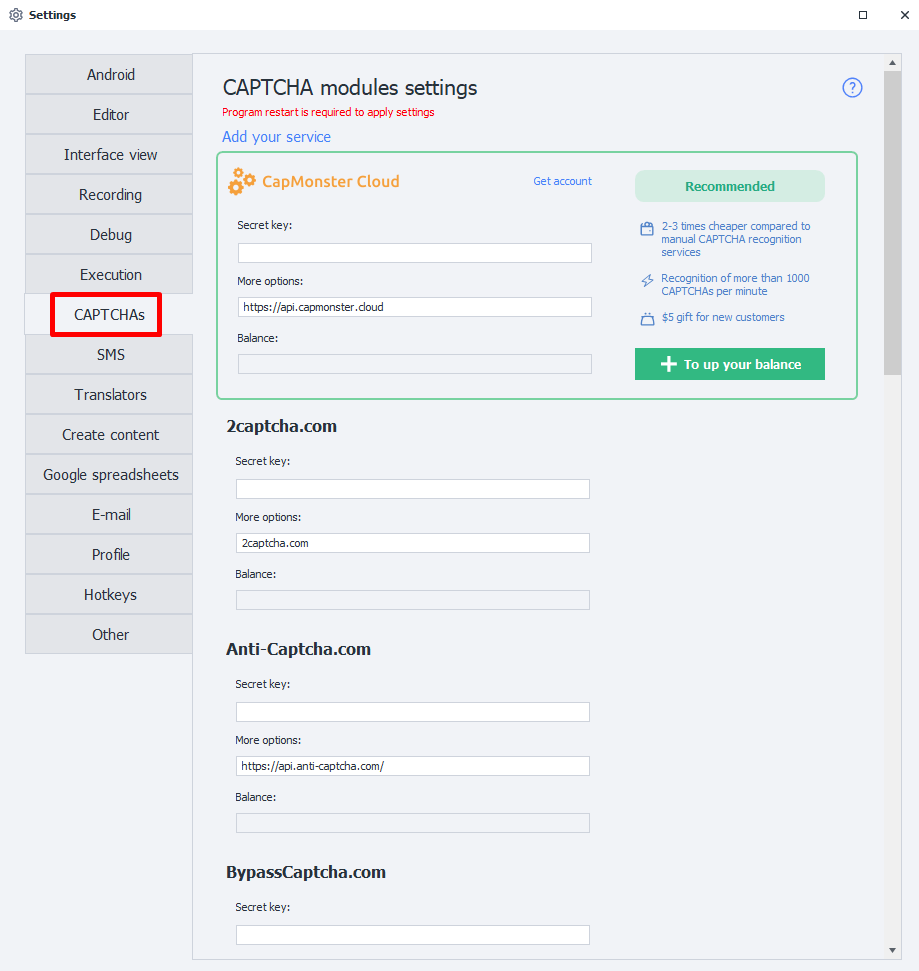 Settings
Android
Editor
Interface view
Recording
Debug
Execution
CAPTCHAs
SMS
Translators
Create content
Google spreadsheets
E-mail
Profile
Hotkeys
Other
CAPTCHA modules settings
?
Program restart is required to apply settings
Add your service
CapMonster Cloud
Get account
Secret key:
More options:
https://api.capmonster.cloud
Balance:
Recommended
2-3 times cheaper compared to
manual CAPTCHA recognition
services
Recognition of more than 1000
CAPTCHAs per minute
$5 gift for new customers
To up your balance
2captcha.com
Secret key:
More options:
2captcha.com
Balance:
Anti-Captcha.com
Secret key:
More options:
https://api.anti-captcha.com/
Balance:
BypassCaptcha.com
Secret key: